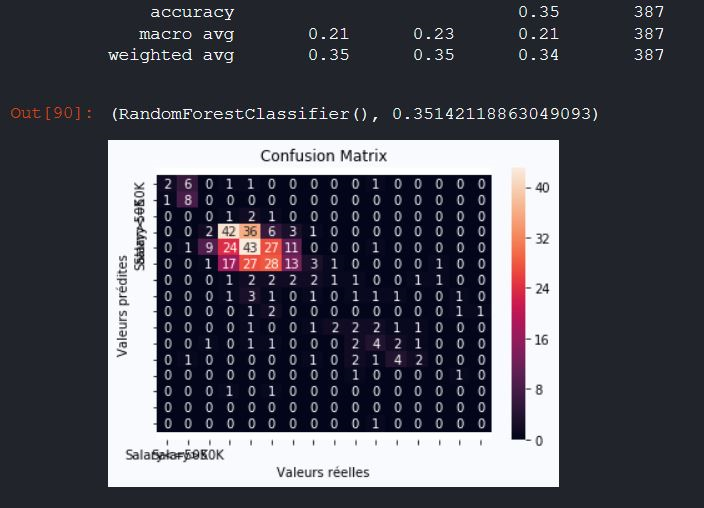 accuracy 0.35 387
macro avg 0.21 0.23 0.21 387
weighted avg 0.35 0.35 0.34 387
Out[90]: (RandomForestClassifier(), 0.35142118863049093)
Confusion Matrix
2 6 0 1 1 0 0 0 0 0 1 0 0 0 0 0
1 8 0 0 0 0 0 0 0 0 0 0 0 0 0 0
0 0 0 1 2 1 0 0 0 0 0 0 0 0 0 0
0 0 2 42 36 6 3 1 0 0 0 0 0 0 0 0
0 1 9 24 43 27 11 0 0 0 1 0 0 0 0 0
0 0 1 17 27 28 13 3 1 0 0 0 0 1 0 0
0 0 0 1 2 2 2 2 1 1 0 0 1 1 0 0
0 0 0 1 3 1 0 1 0 1 1 1 0 0 1 0
0 0 0 0 1 2 0 0 0 0 0 0 0 0 1 1
0 0 0 0 1 0 0 1 2 2 2 1 1 0 0 0
0 0 1 0 1 1 0 0 0 2 4 2 1 0 0 0
0 1 0 0 0 0 0 1 0 2 1 4 2 0 0 0
0 0 0 0 0 0 0 0 0 1 0 0 0 0 1 0
0 0 0 1 0 1 0 0 0 0 0 0 0 0 0 0
0 0 0 0 0 0 0 0 0 0 0 0 0 0 0 0
0 0 0 0 0 0 0 0 0 0 1 0 0 0 0 0
Valeurs prédites
Valeurs réelles
40
32
24
16
8
0